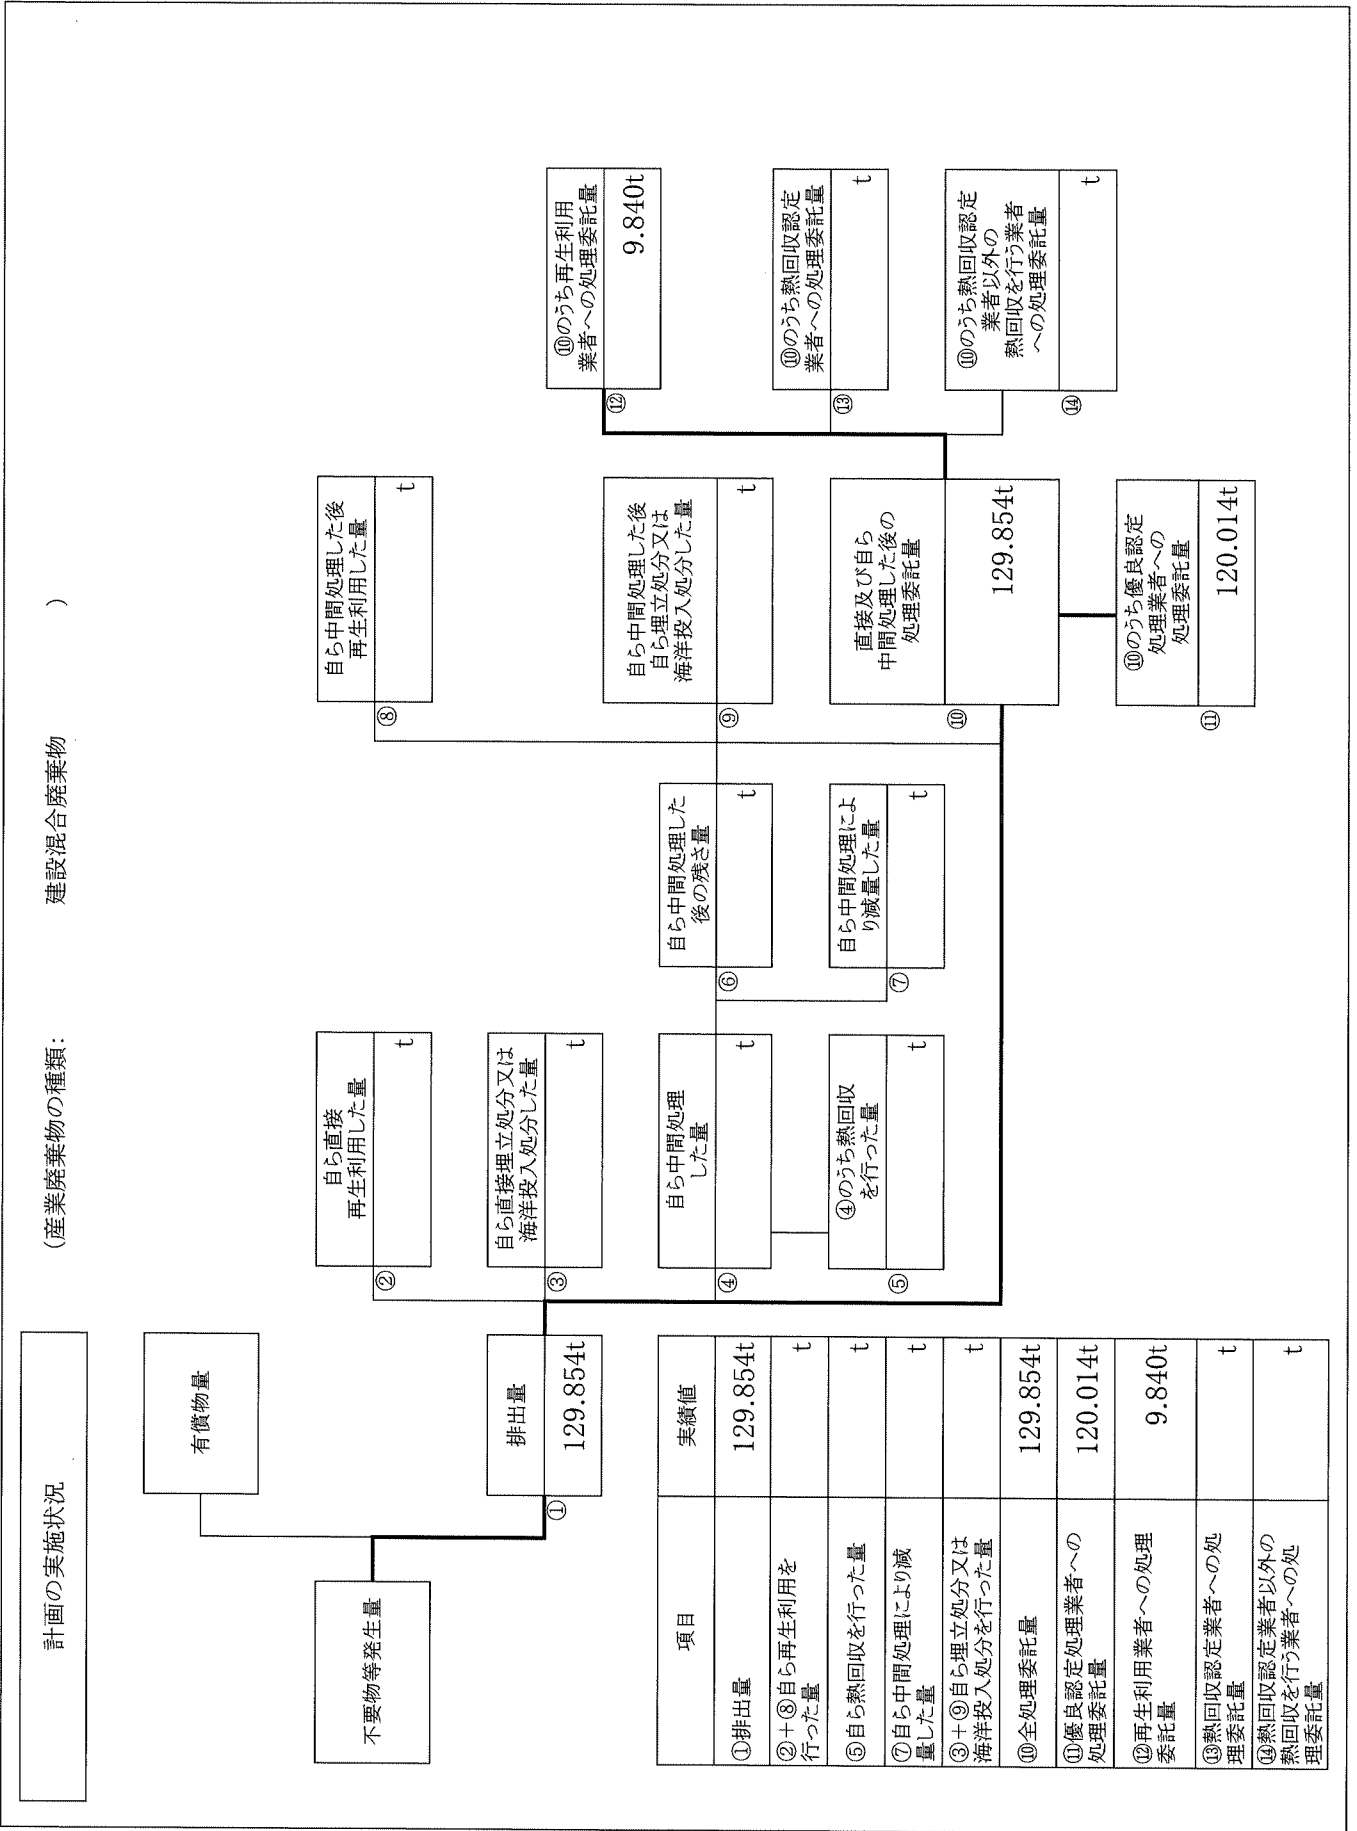 計画の実施状況
(産業廃棄物の種類: 建設混合廃棄物 )
有償物量
不要物等発生量
①
排出量
129.854t
②
自ら直接
再生利用した量
t
③
自ら直接埋立処分又は
海洋投入処分した量
t
④
自ら中間処理
した量
t
⑤
④のうち熱回収
を行った量
t
⑥
自ら中間処理した
後の残さ量
t
⑦
自ら中間処理によ
り減量した量
t
⑧
自ら中間処理した後
再生利用した量
t
⑨
自ら中間処理した後
自ら埋立処分又は
海洋投入処分した量
t
⑩
直接及び自ら
中間処理した後の
処理委託量
129.854t
⑪
⑩のうち優良認定
処理業者への
処理委託量
120.014t
⑫
⑩のうち再生利用
業者への処理委託量
9.840t
⑬
⑩のうち熱回収認定
業者への処理委託量
t
⑭
⑩のうち熱回収認定
業者以外の
熱回収を行う業者
への処理委託量
t
項目 実績値
①排出量 129.854t
②+⑧自ら再生利用を
行った量 t
⑤自ら熱回収を行った量 t
⑦自ら中間処理により減
量した量 t
③+⑨自ら埋立処分又は
海洋投入処分を行った量 t
⑩全処理委託量 129.854t
⑪優良認定処理業者への
処理委託量 120.014t
⑫再生利用業者への処理
委託量 9.840t
⑬熱回収認定業者への処
理委託量 t
⑭熱回収認定業者以外の
熱回収を行う業者への処
理委託量 t